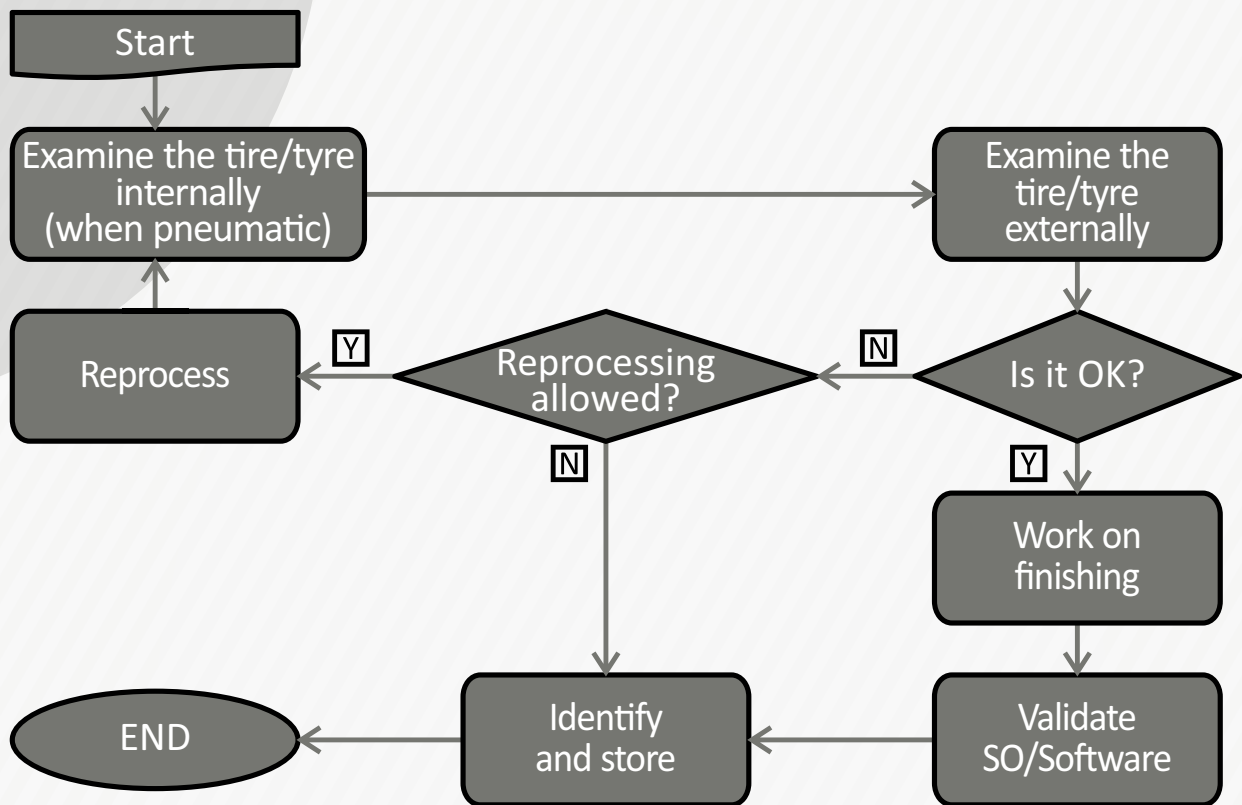 Start
Examine the tire/tyre
internally
(when pneumatic)
Examine the
tire/tyre
externally
Reprocess
Y
Reprocessing
allowed?
N
Is it OK?
N
Y
Work on
finishing
END
Identify
and store
Validate
SO/Software